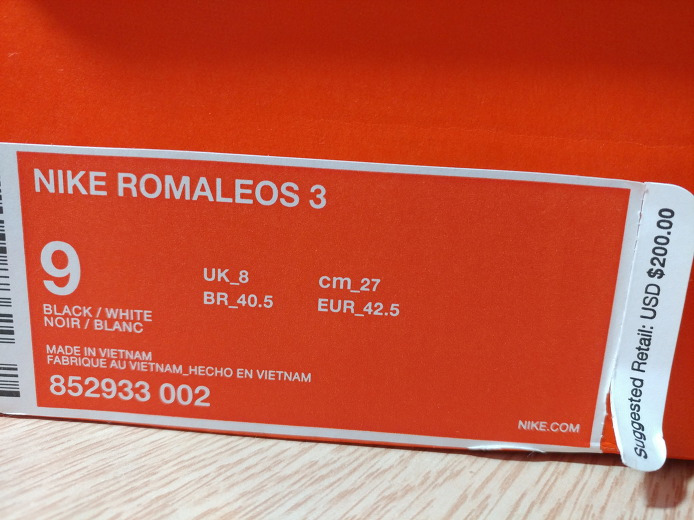 NIKE ROMALEOS 3
9
UK_8
cm_27
BR_40.5
EUR_42.5
BLACK / WHITE
NOIR / BLANC
MADE IN VIETNAM
FABRIQUE AU VIETNAM_HECHO EN VIETNAM
852933 002
NIKE.COM
Suggested Retail: USD $200.00